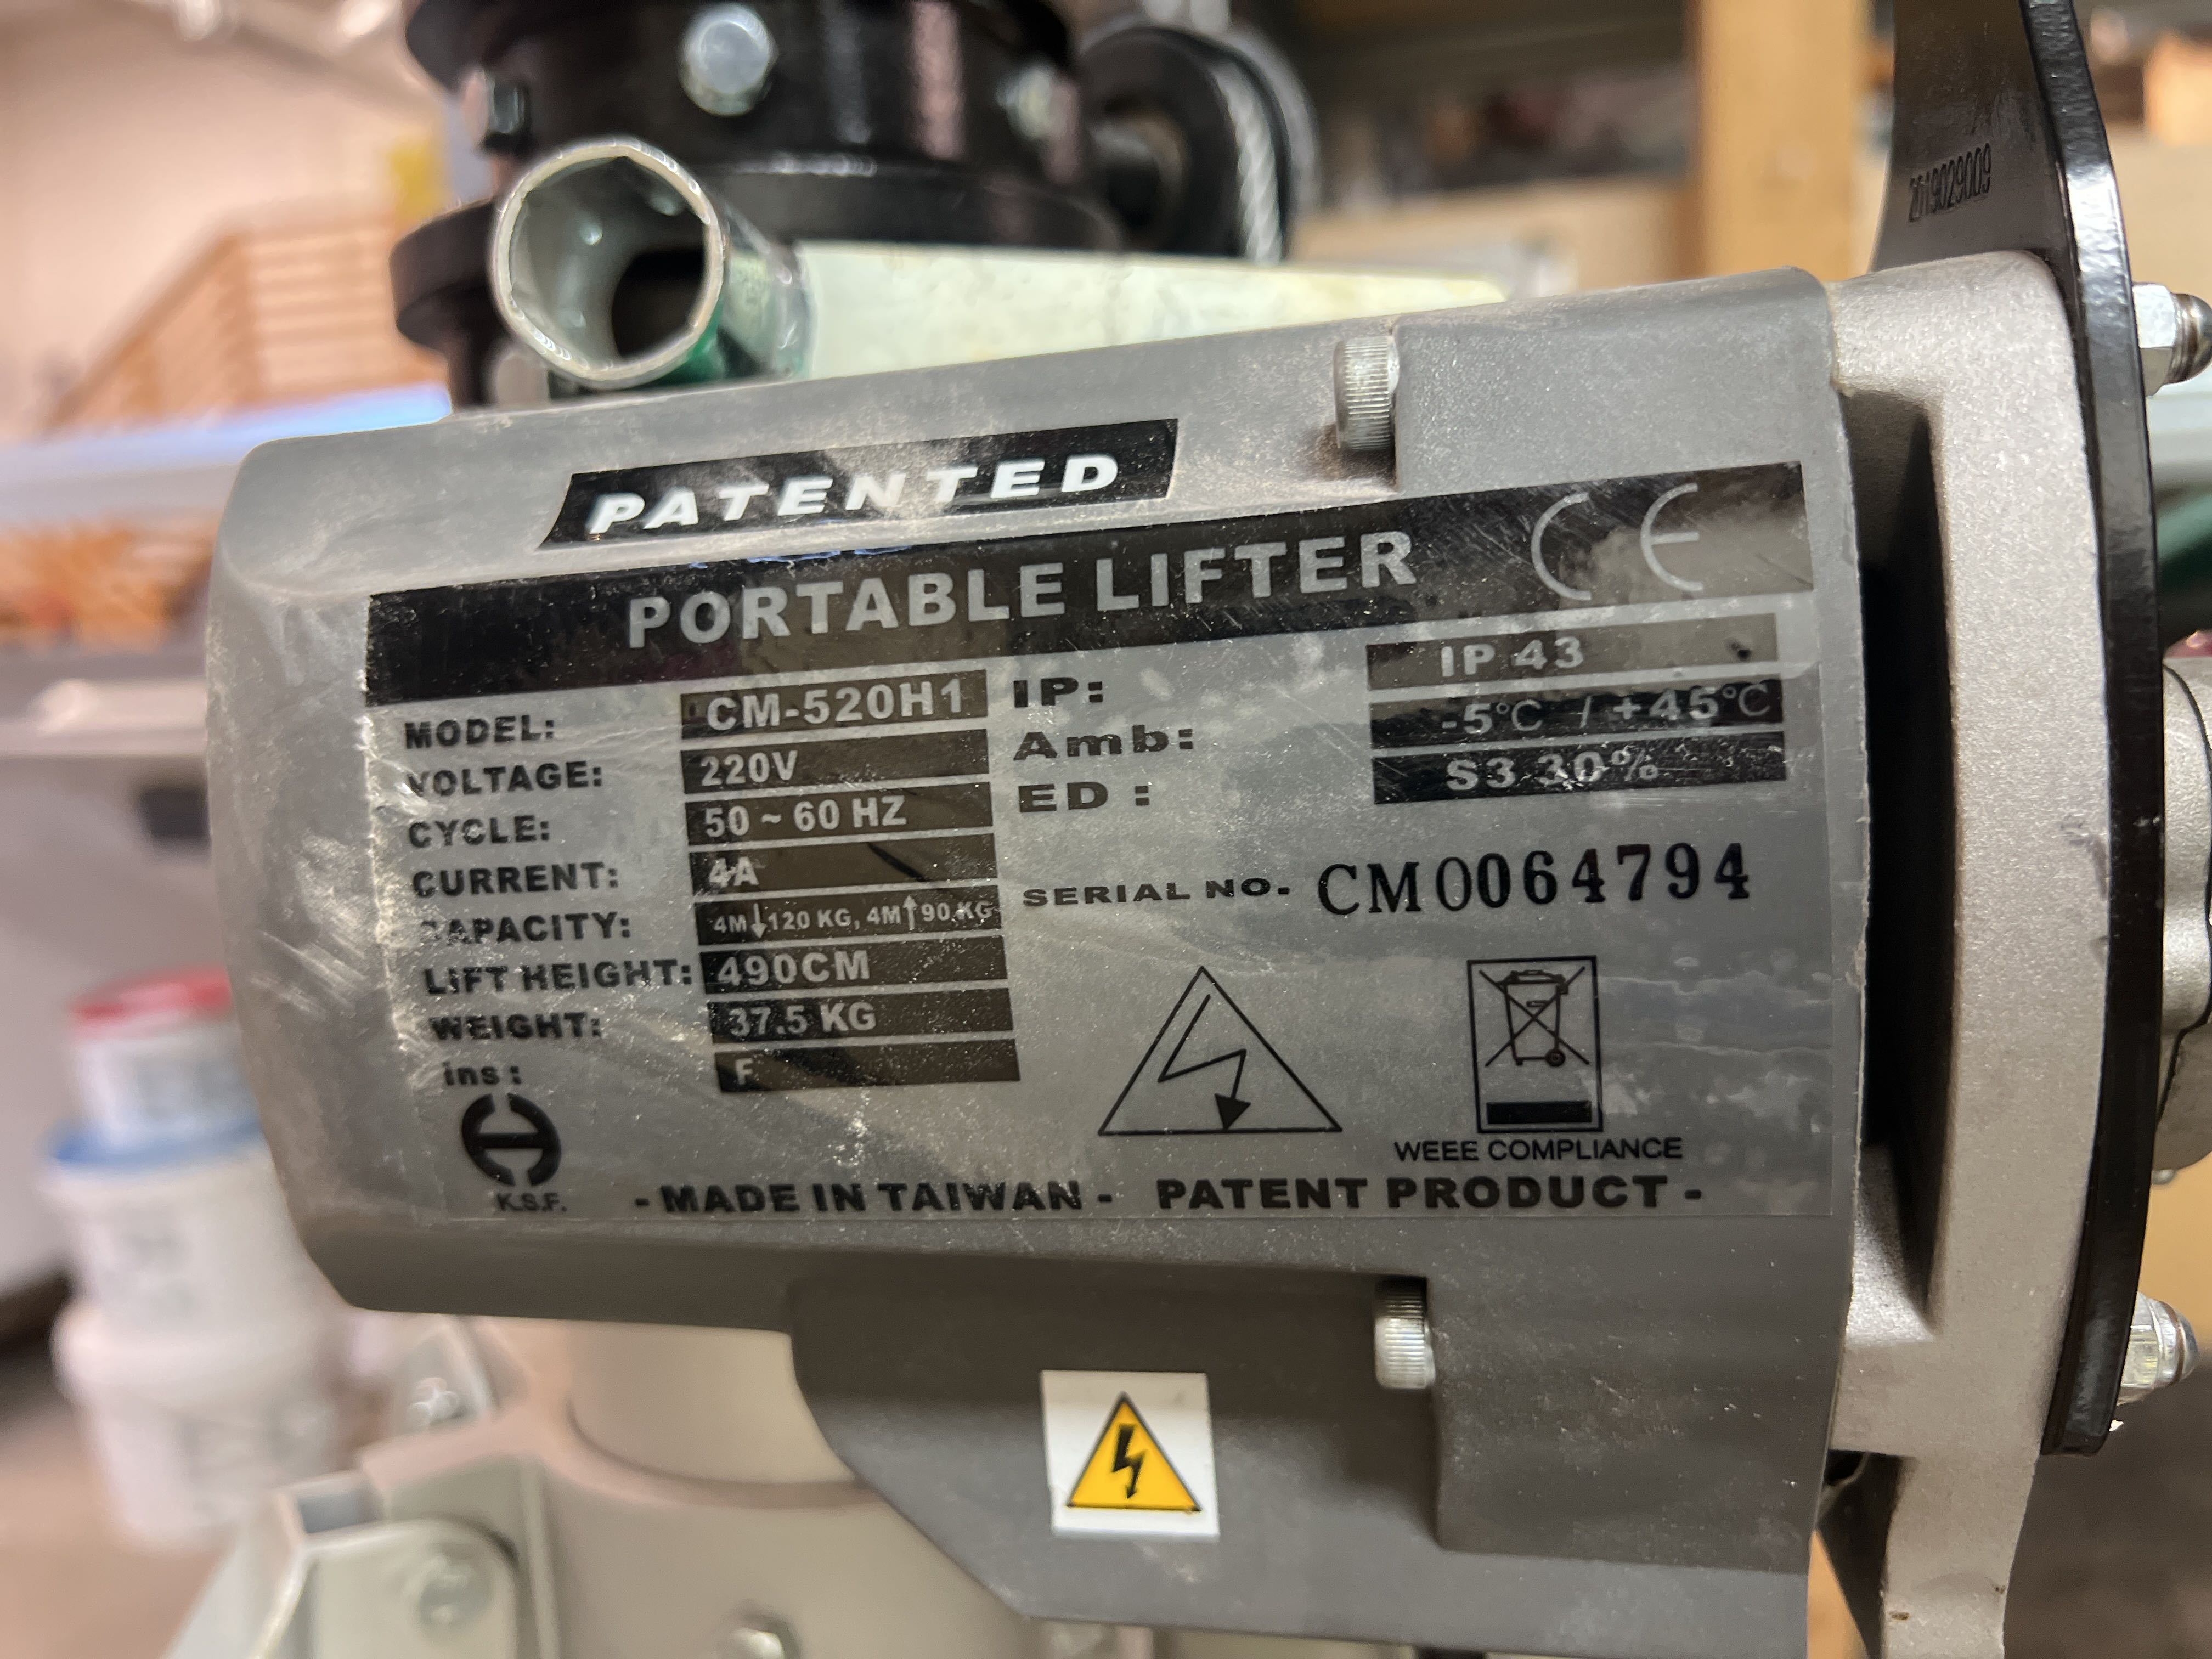 2019029009
PATENTED
PORTABLE LIFTER CE
MODEL: CM-520H1
VOLTAGE: 220V
CYCLE: 50 ~ 60 HZ
CURRENT: 4A
CAPACITY: 4M↓120 KG, 4M↑90 KG
LIFT HEIGHT: 490CM
WEIGHT: 37.5 KG
ins: F
IP: IP 43
Amb: -5°C / +45°C
ED: S3 30%
SERIAL NO. CM0064794
WEEE COMPLIANCE
K.S.F.
- MADE IN TAIWAN - PATENT PRODUCT -